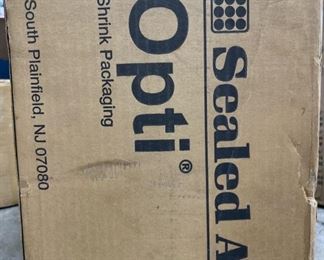 Sealed A
Opti®
Shrink Packaging
South Plainfield, NJ 07080